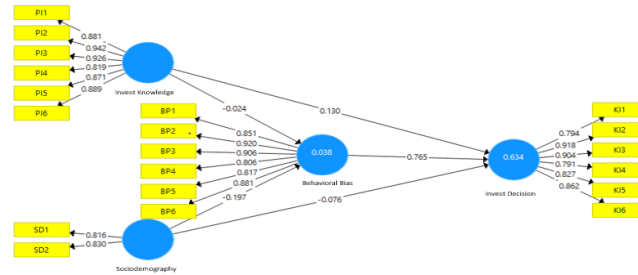 PI1
PI2
PI3
PI4
PI5
PI6
0.881
0.942
0.926
0.819
0.871
0.889
Invest Knowledge
-0.024
0.130
BP1
BP2
BP3
BP4
BP5
BP6
0.851
0.920
0.906
0.806
0.817
0.881
-0.197
0.038
Behavioral Bias
0.765
-0.076
0.634
Invest Decision
0.794
0.918
0.904
0.791
0.827
0.862
KI1
KI2
KI3
KI4
KI5
KI6
SD1
SD2
0.816
0.830
Sociodemography